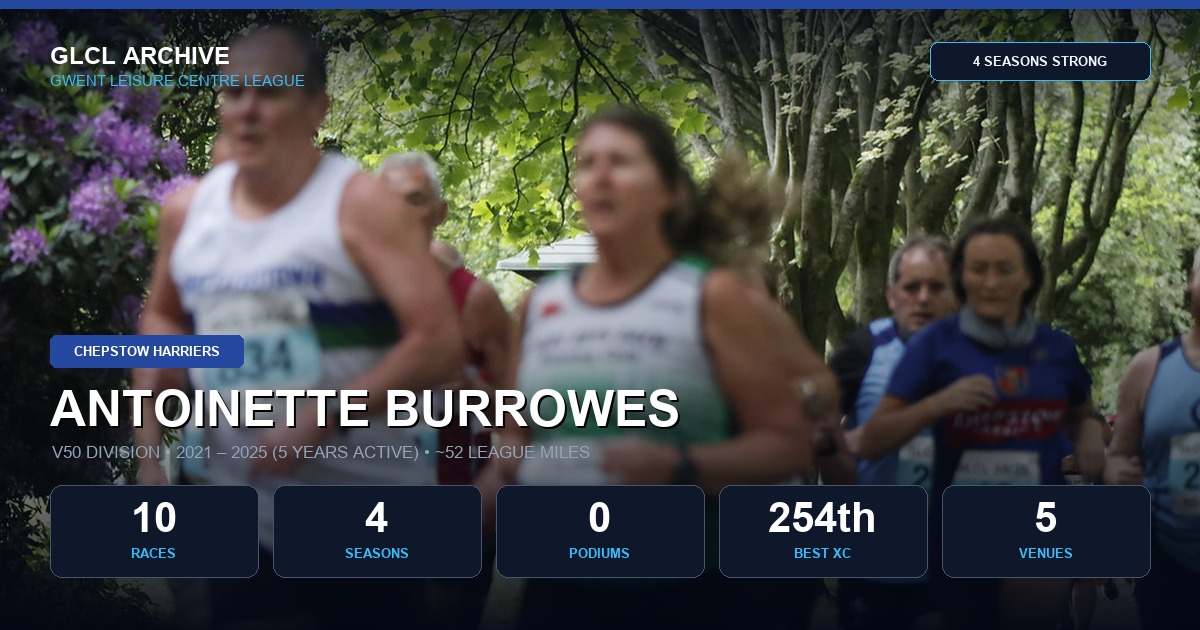 GLCL ARCHIVE
GWENT LEISURE CENTRE LEAGUE
4 SEASONS STRONG
CHEPSTOW HARRIERS
ANTOINETTE BURROWES
V50 DIVISION • 2021 – 2025 (5 YEARS ACTIVE) • ~52 LEAGUE MILES
10
RACES
4
SEASONS
0
PODIUMS
254th
BEST XC
5
VENUES